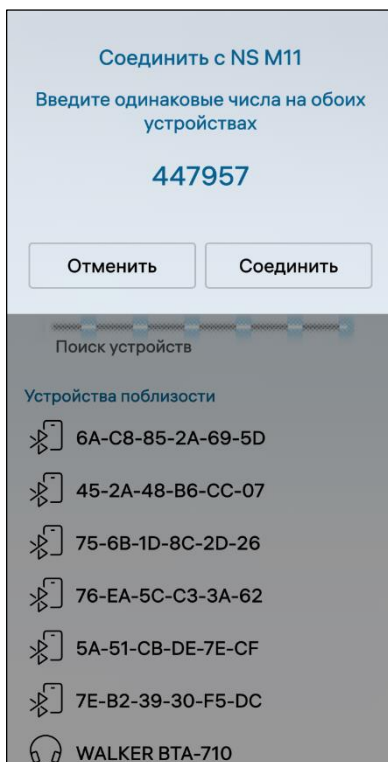 Соединить с NS M11
Введите одинаковые числа на обоих
устройствах
447957
Отменить
Соединить
Поиск устройств
Устройства поблизости
6A-C8-85-2A-69-5D
45-2A-48-B6-CC-07
75-6B-1D-8C-2D-26
76-EA-5C-C3-3A-62
5A-51-CB-DE-7E-CF
7E-B2-39-30-F5-DC
WALKER BTA-710